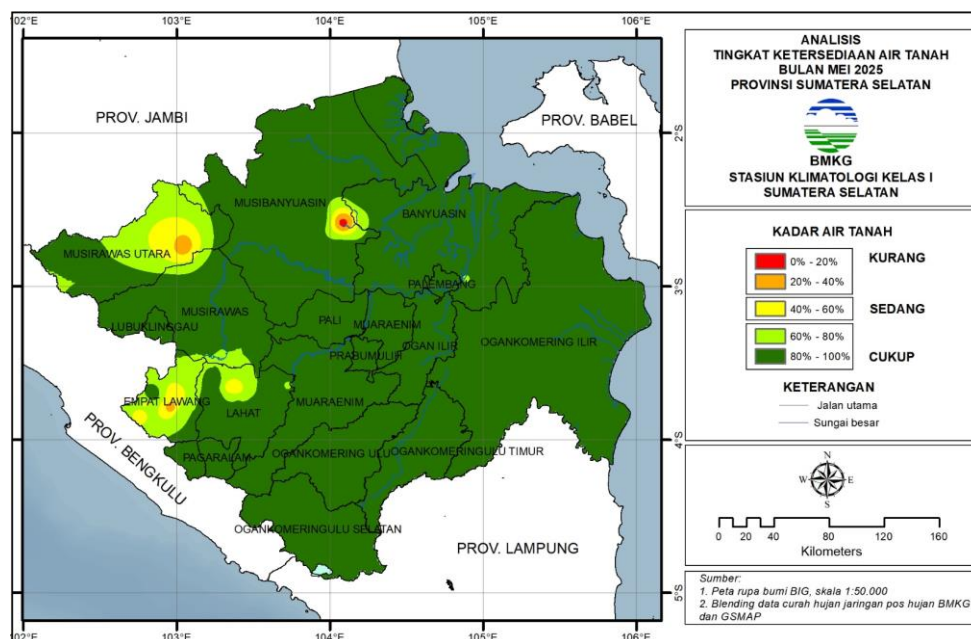 102°E 103°E 104°E 105°E 106°E
ANALISIS
TINGKAT KETERSEDIAAN AIR TANAH
BULAN MEI 2025
PROVINSI SUMATERA SELATAN
BMKG
STASIUN KLIMATOLOGI KELAS I
SUMATERA SELATAN
KADAR AIR TANAH
0% - 20% KURANG
20% - 40%
40% - 60% SEDANG
60% - 80%
80% - 100% CUKUP
KETERANGAN
Jalan utama
Sungai besar
N
W E
S
0 20 40 80 120 160
Kilometers
Sumber:
1. Peta rupa bumi BIG, skala 1:50.000
2. Blending data curah hujan jaringan pos hujan BMKG
dan GSMAP
PROV. JAMBI
PROV. BABEL
2°S
MUSIBANYUASIN
BANYUASIN
MUSIRAWAS UTARA
PALEMBANG
3°S
MUSIRAWAS
LUBUKLINGGAU
PALI
MUARAENIM
OGAN ILIR
OGANKOMERING ILIR
PRABUMULIH
EMPAT LAWANG
LAHAT
MUARAENIM
4°S
PROV. BENGKULU
PAGARALAM
OGANKOMERING ULU
OGANKOMERINGULU TIMUR
OGANKOMERINGULU SELATAN
PROV. LAMPUNG
5°S
102°E 103°E 104°E 105°E 106°E